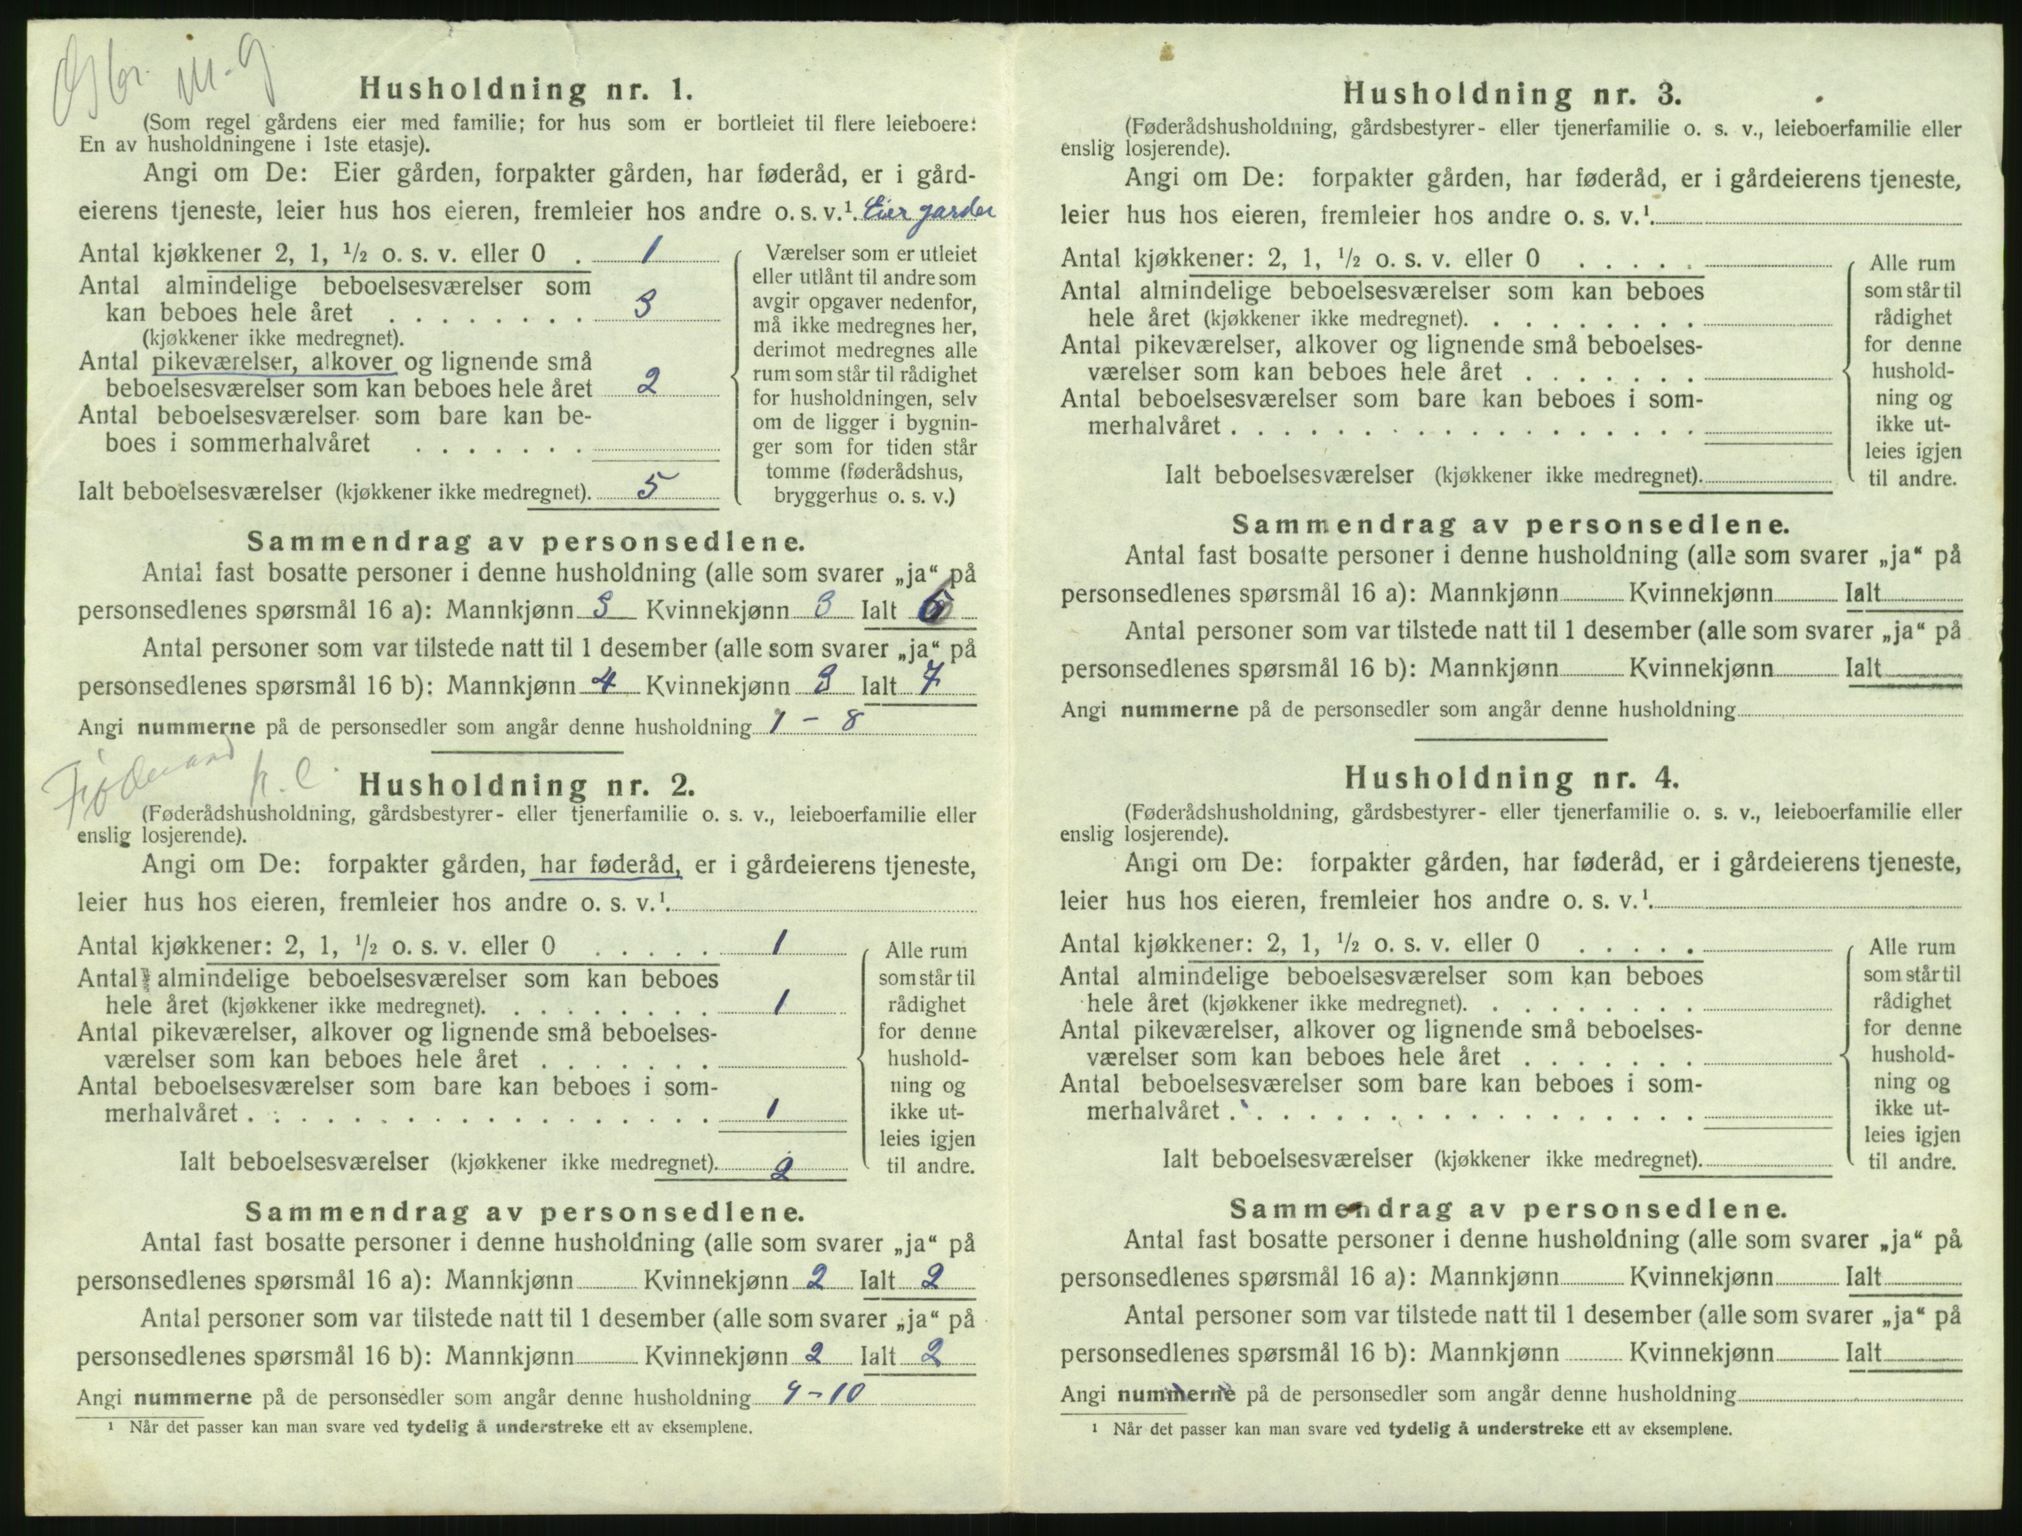 m. g
Husholdning nr. 1.
(Som regel gårdens eier med familie; for hus som er bortleiet til flere leieboere:
En av husholdningene i 1ste etasje).
Angi om De: Eier gården, forpakter gården, har føderåd, er i gård-
eierens tjeneste, leier hus hos eieren, fremleier hos andre o. s. v.¹. Eier garden
Antal kjøkkener 2, 1, ½ o. s. v. eller 0 . 1
Antal almindelige beboelsesværelser som
kan beboes hele året . . . . . . . . 3
(kjøkkener ikke medregnet).
Antal pikeværelser, alkover og lignende små
beboelsesværelser som kan beboes hele året 2
Antal beboelsesværelser som bare kan be-
boes i sommerhalvåret . . . . . . .
Ialt beboelsesværelser (kjøkkener ikke medregnet). 5
Værelser som er utleiet
eller utlånt til andre som
avgir opgaver nedenfor,
må ikke medregnes her,
derimot medregnes alle
rum som står til rådighet
for husholdningen, selv
om de ligger i bygnin-
ger som for tiden står
tomme (føderådshus,
bryggerhus o. s. v.)
Sammendrag av personsedlene.
Antal fast bosatte personer i denne husholdning (alle som svarer „ja“ på
personsedlenes spørsmål 16 a): Mannkjønn 3 Kvinnekjønn 3 Ialt 6
Antal personer som var tilstede natt til 1 desember (alle som svarer „ja“ på
personsedlenes spørsmål 16 b): Mannkjønn 4 Kvinnekjønn 3 Ialt 7
Angi nummerne på de personsedler som angår denne husholdning 1 - 8
Føderaad
Husholdning nr. 2.
(Føderådshusholdning, gårdsbestyrer- eller tjenerfamilie o. s. v., leieboerfamilie eller
enslig losjerende).
Angi om De: forpakter gården, har føderåd, er i gårdeierens tjeneste,
leier hus hos eieren, fremleier hos andre o. s. v.¹.
Antal kjøkkener: 2, 1, ½ o. s. v. eller 0 . . . . . 1
Antal almindelige beboelsesværelser som kan beboes
hele året (kjøkkener ikke medregnet). . . . . . . . . 1
Antal pikeværelser, alkover og lignende små beboelses-
værelser som kan beboes hele året . . . . . . .
Antal beboelsesværelser som bare kan beboes i som-
merhalvåret . . . . . . . . . . . . . . . . . . 1
Ialt beboelsesværelser (kjøkkener ikke medregnet). 2
Alle rum
som står til
rådighet
for denne
hushold-
ning og
ikke ut-
leies igjen
til andre.
Sammendrag av personsedlene.
Antal fast bosatte personer i denne husholdning (alle som svarer „ja“ på
personsedlenes spørsmål 16 a): Mannkjønn Kvinnekjønn 2 Ialt 2
Antal personer som var tilstede natt til 1 desember (alle som svarer „ja“ på
personsedlenes spørsmål 16 b): Mannkjønn Kvinnekjønn 2 Ialt 2
Angi nummerne på de personsedler som angår denne husholdning 9-10
¹ Når det passer kan man svare ved tydelig å understreke ett av eksemplene.
Husholdning nr. 3.
(Føderådshusholdning, gårdsbestyrer- eller tjenerfamilie o. s. v., leieboerfamilie eller
enslig losjerende).
Angi om De: forpakter gården, har føderåd, er i gårdeierens tjeneste,
leier hus hos eieren, fremleier hos andre o. s. v.¹.
Antal kjøkkener: 2, 1, ½ o. s. v. eller 0 . . . . .
Antal almindelige beboelsesværelser som kan beboes
hele året (kjøkkener ikke medregnet). . . . . . . . .
Antal pikeværelser, alkover og lignende små beboelses-
værelser som kan beboes hele året . . . . . . .
Antal beboelsesværelser som bare kan beboes i som-
merhalvåret . . . . . . . . . . . . . . . . . .
Ialt beboelsesværelser (kjøkkener ikke medregnet).
Alle rum
som står til
rådighet
for denne
hushold-
ning og
ikke ut-
leies igjen
til andre.
Sammendrag av personsedlene.
Antal fast bosatte personer i denne husholdning (alle som svarer „ja“ på
personsedlenes spørsmål 16 a): Mannkjønn Kvinnekjønn Ialt
Antal personer som var tilstede natt til 1 desember (alle som svarer „ja“ på
personsedlenes spørsmål 16 b): Mannkjønn Kvinnekjønn Ialt
Angi nummerne på de personsedler som angår denne husholdning
Husholdning nr. 4.
(Føderådshusholdning, gårdsbestyrer- eller tjenerfamilie o. s. v., leieboerfamilie eller
enslig losjerende).
Angi om De: forpakter gården, har føderåd, er i gårdeierens tjeneste,
leier hus hos eieren, fremleier hos andre o. s. v.¹.
Antal kjøkkener: 2, 1, ½ o. s. v. eller 0 . . . . .
Antal almindelige beboelsesværelser som kan beboes
hele året (kjøkkener ikke medregnet). . . . . . . . .
Antal pikeværelser, alkover og lignende små beboelses-
værelser som kan beboes hele året . . . . . . .
Antal beboelsesværelser som bare kan beboes i som-
merhalvåret . . . . . . . . . . . . . . . . . .
Ialt beboelsesværelser (kjøkkener ikke medregnet).
Alle rum
som står til
rådighet
for denne
hushold-
ning og
ikke ut-
leies igjen
til andre.
Sammendrag av personsedlene.
Antal fast bosatte personer i denne husholdning (alle som svarer „ja“ på
personsedlenes spørsmål 16 a): Mannkjønn Kvinnekjønn Ialt
Antal personer som var tilstede natt til 1 desember (alle som svarer „ja“ på
personsedlenes spørsmål 16 b): Mannkjønn Kvinnekjønn Ialt
Angi nummerne på de personsedler som angår denne husholdning
¹ Når det passer kan man svare ved tydelig å understreke ett av eksemplene.